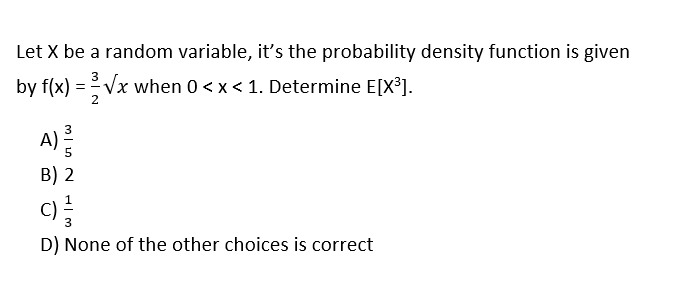 Let X be a random variable, it’s the probability density function is given
by f(x) = 3/2 √x when 0 < x < 1. Determine E[X³].
A) 3/5
B) 2
C) 1/3
D) None of the other choices is correct